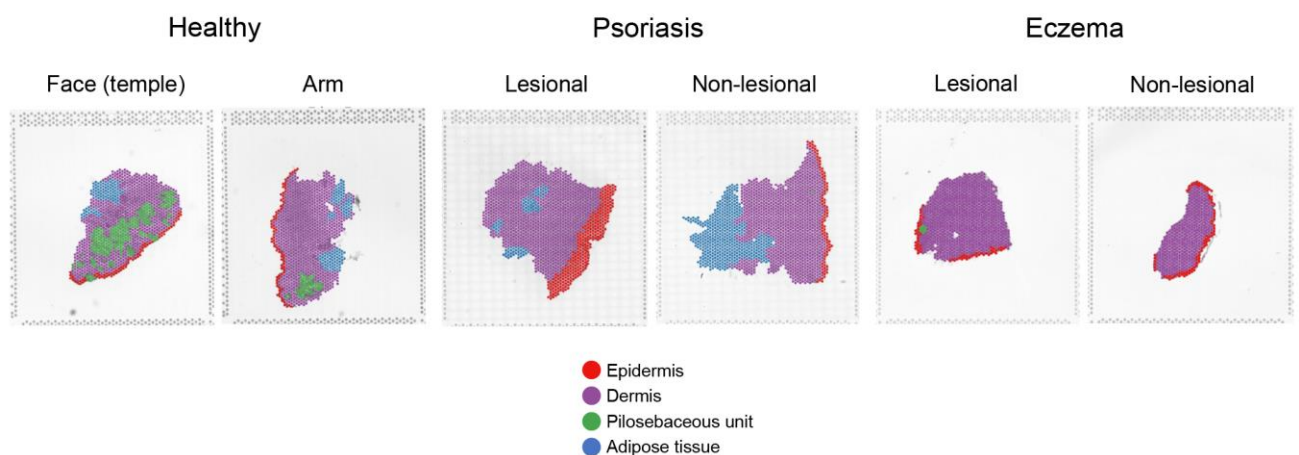 Healthy
Psoriasis
Eczema
Face (temple)
Arm
Lesional
Non-lesional
Lesional
Non-lesional
Epidermis
Dermis
Pilosebaceous unit
Adipose tissue